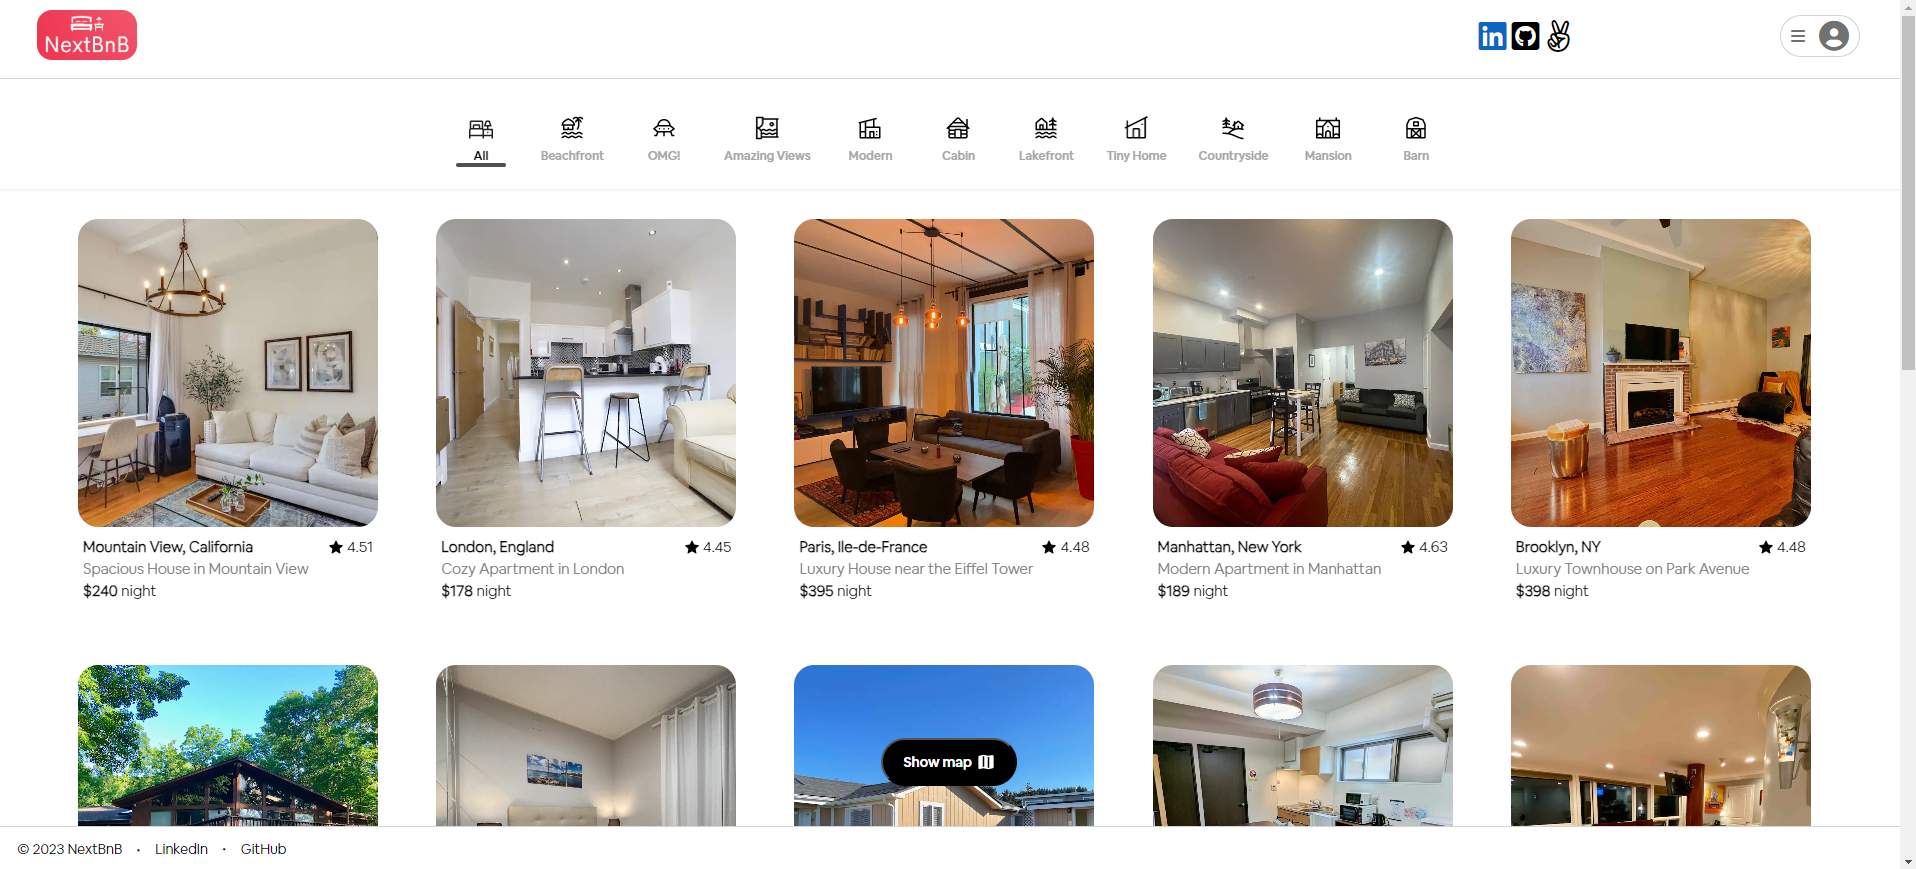 NextBnB
in
All
Beachfront
OMG!
Amazing Views
Modern
Cabin
Lakefront
Tiny Home
Countryside
Mansion
Barn
Mountain View, California ★ 4.51
Spacious House in Mountain View
$240 night
London, England ★ 4.45
Cozy Apartment in London
$178 night
Paris, Ile-de-France ★ 4.48
Luxury House near the Eiffel Tower
$395 night
Manhattan, New York ★ 4.63
Modern Apartment in Manhattan
$189 night
Brooklyn, NY ★ 4.48
Luxury Townhouse on Park Avenue
$398 night
Show map
© 2023 NextBnB · LinkedIn · GitHub